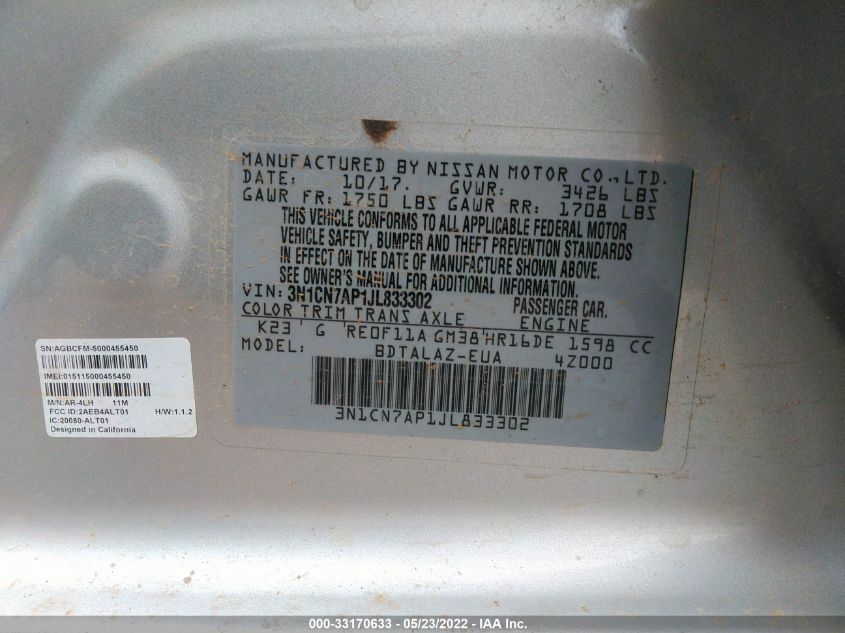 MANUFACTURED BY NISSAN MOTOR CO., LTD.
DATE: 10/17. GVWR: 3426 LBS
GAWR FR: 1750 LBS GAWR RR: 1708 LBS
THIS VEHICLE CONFORMS TO ALL APPLICABLE FEDERAL MOTOR
VEHICLE SAFETY, BUMPER AND THEFT PREVENTION STANDARDS
IN EFFECT ON THE DATE OF MANUFACTURE SHOWN ABOVE.
SEE OWNER'S MANUAL FOR ADDITIONAL INFORMATION.
VIN: 3N1CN7AP1JL833302 PASSENGER CAR.
COLOR TRIM TRANS AXLE ENGINE
K23 G RE0F11A GM38 HR16DE 1598 CC
MODEL: BDTALAZ-EUA 4Z000
3N1CN7AP1JL833302
SN:AGBCFM-5000455450
IMEI:015115000455450
M/N:AR-4LH 11M
FCC ID:2AEB4ALT01 H/W:1.1.2
IC:20080-ALT01
Designed in California
000-33170633 - 05/23/2022 - IAA Inc.